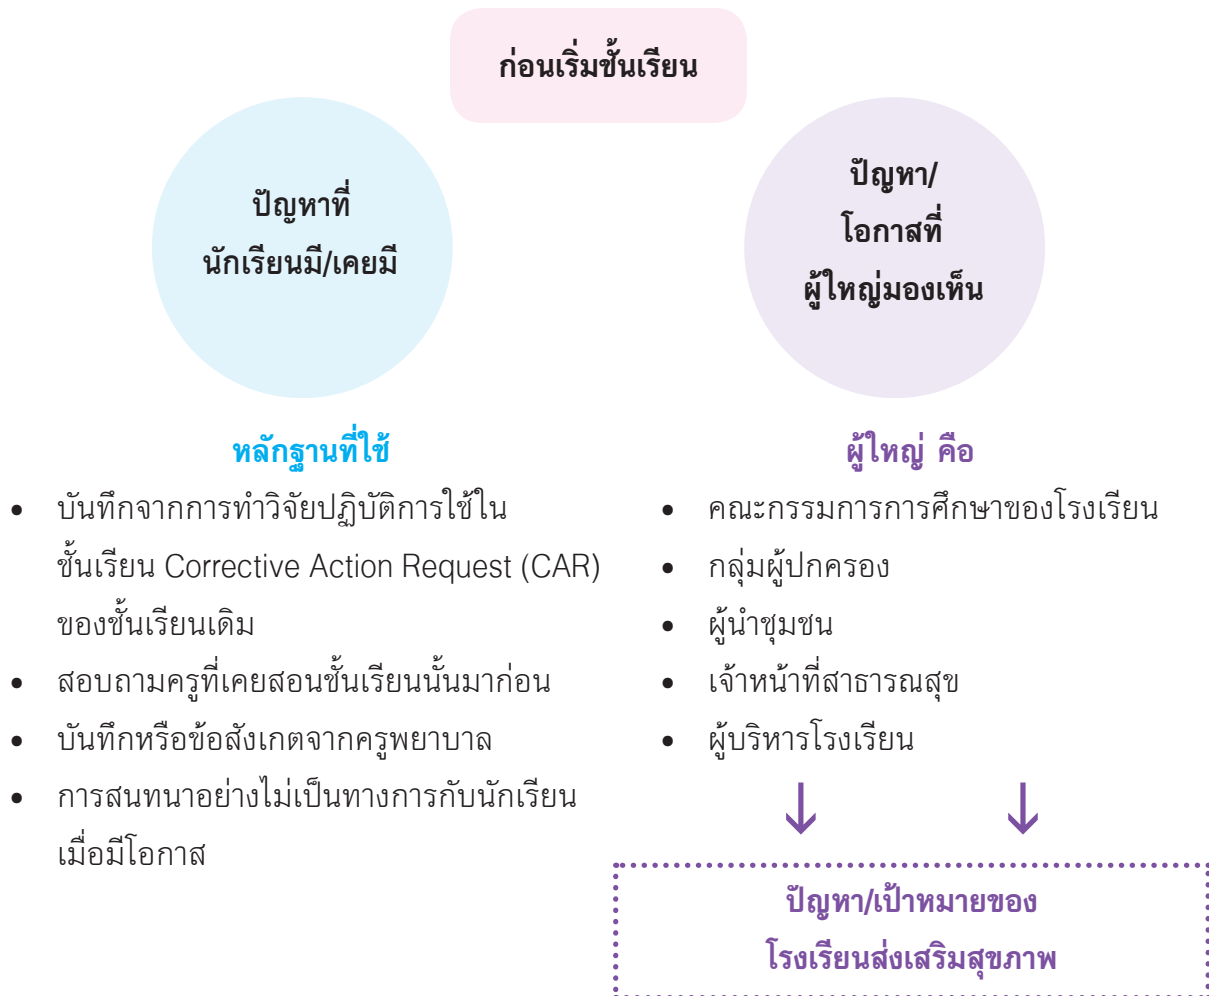 ก่อนเริ่มชั้นเรียน
ปัญหาที่
นักเรียนมี/เคยมี
หลักฐานที่ใช้
• บันทึกจากการทำวิจัยปฏิบัติการใช้ใน
ชั้นเรียน Corrective Action Request (CAR)
ของชั้นเรียนเดิม
• สอบถามครูที่เคยสอนชั้นเรียนนั้นมาก่อน
• บันทึกหรือข้อสังเกตจากครูพยาบาล
• การสนทนาอย่างไม่เป็นทางการกับนักเรียน
เมื่อมีโอกาส
ปัญหา/
โอกาสที่
ผู้ใหญ่มองเห็น
ผู้ใหญ่ คือ
• คณะกรรมการการศึกษาของโรงเรียน
• กลุ่มผู้ปกครอง
• ผู้นำชุมชน
• เจ้าหน้าที่สาธารณสุข
• ผู้บริหารโรงเรียน
ปัญหา/เป้าหมายของ
โรงเรียนส่งเสริมสุขภาพ